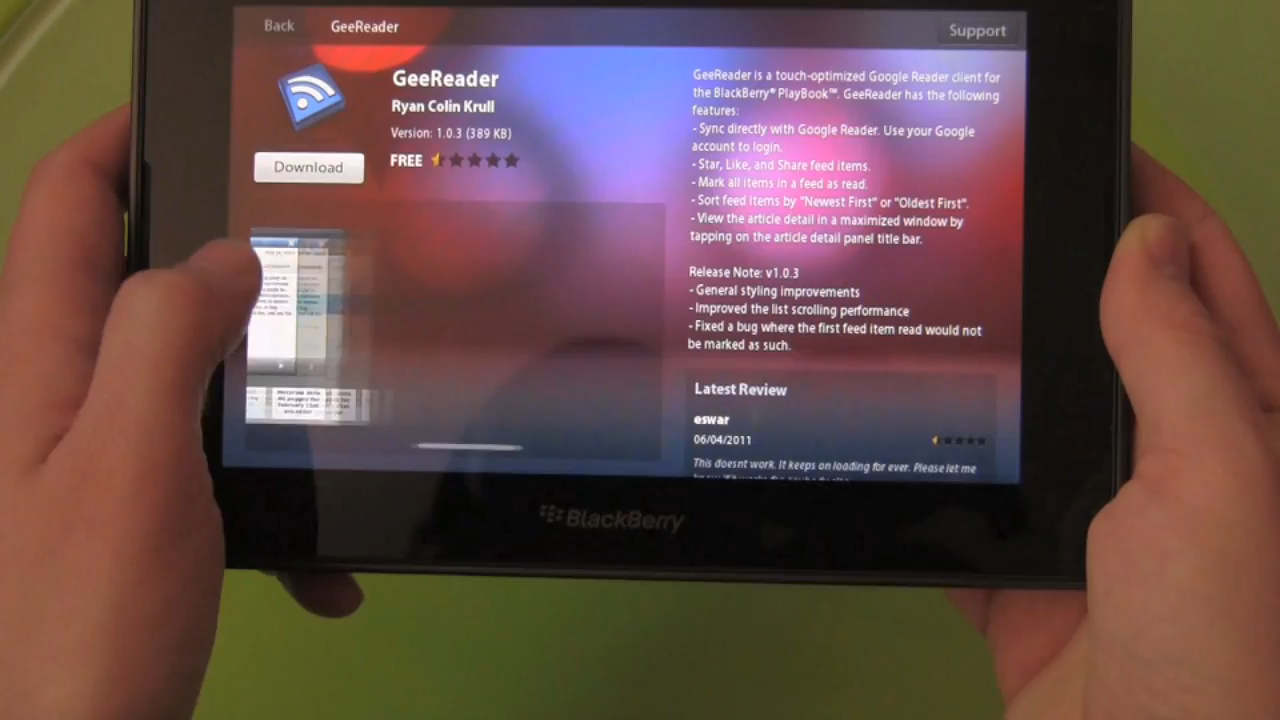 Back
GeeReader
Support
GeeReader
Ryan Colin Krull
Version: 1.0.3 (389 KB)
FREE
Download
GeeReader is a touch-optimized Google Reader client for
the BlackBerry® PlayBook™. GeeReader has the following
features:
- Sync directly with Google Reader. Use your Google
account to login.
- Star, Like, and Share feed items.
- Mark all items in a feed as read.
- Sort feed items by "Newest First" or "Oldest First".
- View the article detail in a maximized window by
tapping on the article detail panel title bar.
Release Note: v1.0.3
- General styling improvements
- Improved the list scrolling performance
- Fixed a bug where the first feed item read would not
be marked as such.
Latest Review
eswar
06/04/2011
This doesnt work. It keeps on loading for ever. Please let me
BlackBerry